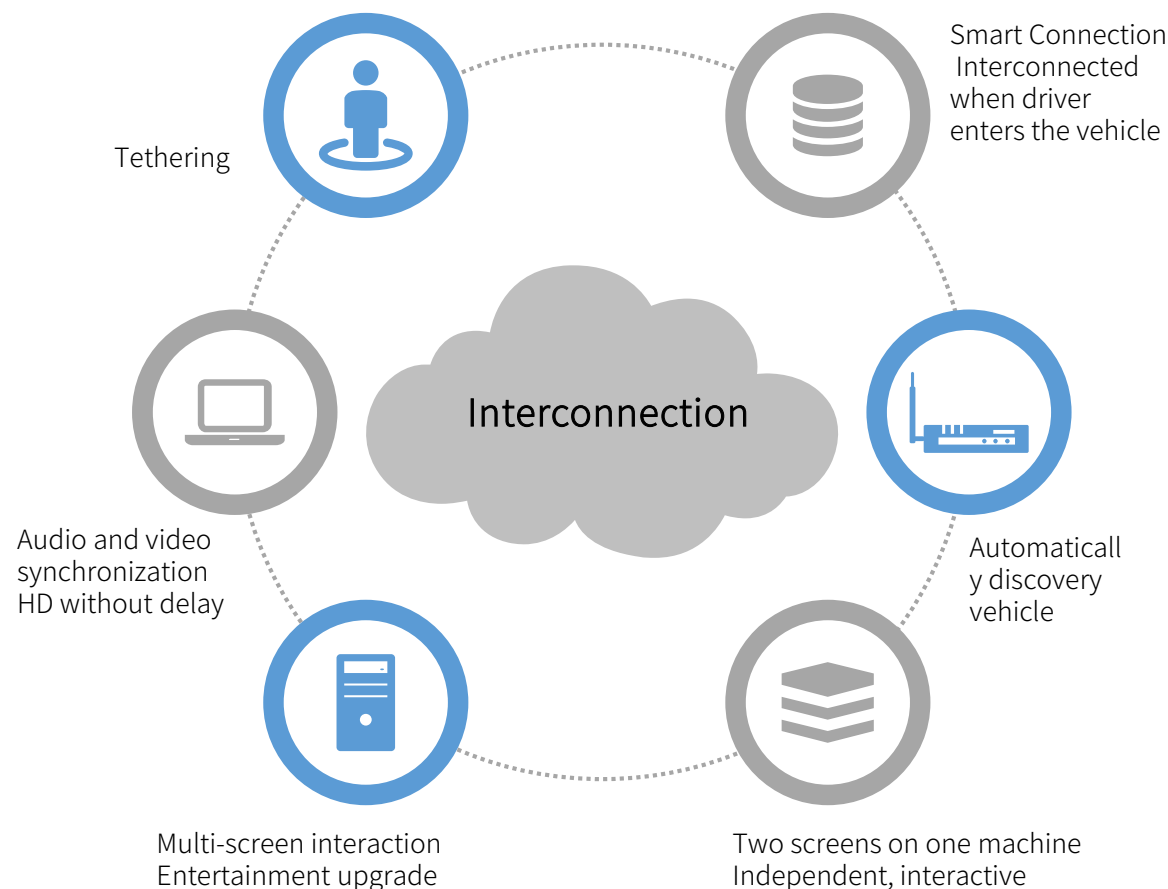 Smart Connection
Interconnected
when driver
enters the vehicle
Tethering
Interconnection
Audio and video
synchronization
HD without delay
Automaticall
y discovery
vehicle
Multi-screen interaction
Entertainment upgrade
Two screens on one machine
Independent, interactive